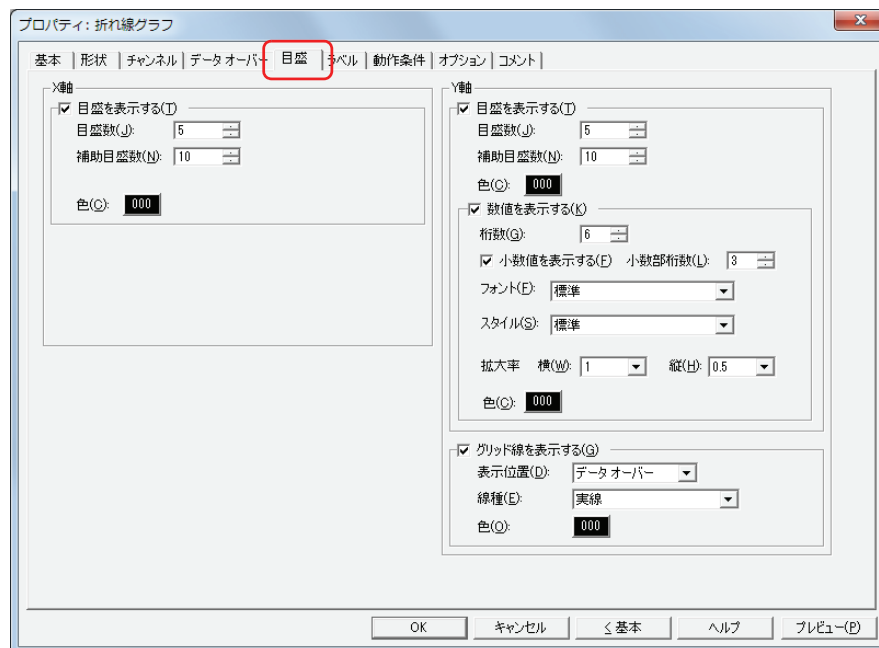 プロパティ: 折れ線グラフ
基本 形状 チャンネル データ オーバー 目盛 ラベル 動作条件 オプション コメント
X軸
目盛を表示する(T)
目盛数(J): 5
補助目盛数(N): 10
色(C): 000
Y軸
目盛を表示する(T)
目盛数(J): 5
補助目盛数(N): 10
色(C): 000
数値を表示する(K)
桁数(G): 6
小数値を表示する(F) 小数部桁数(L): 3
フォント(F): 標準
スタイル(S): 標準
拡大率 横(W): 1 縦(H): 0.5
色(C): 000
グリッド線を表示する(G)
表示位置(D): データ オーバー
線種(E): 実線
色(O): 000
OK キャンセル < 基本 ヘルプ プレビュー(P)